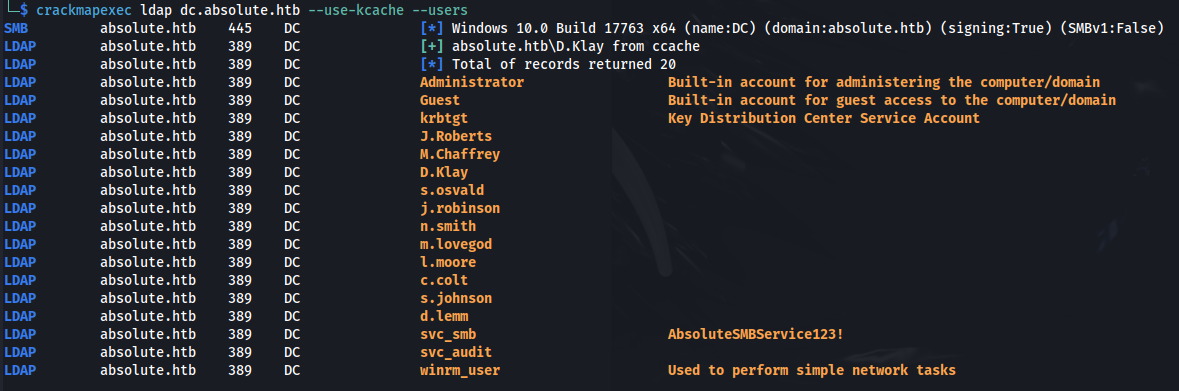 └─$ crackmapexec ldap dc.absolute.htb --use-kcache --users
SMB absolute.htb 445 DC [*] Windows 10.0 Build 17763 x64 (name:DC) (domain:absolute.htb) (signing:True) (SMBv1:False)
LDAP absolute.htb 389 DC [+] absolute.htb\D.Klay from ccache
LDAP absolute.htb 389 DC [*] Total of records returned 20
LDAP absolute.htb 389 DC Administrator Built-in account for administering the computer/domain
LDAP absolute.htb 389 DC Guest Built-in account for guest access to the computer/domain
LDAP absolute.htb 389 DC krbtgt Key Distribution Center Service Account
LDAP absolute.htb 389 DC J.Roberts
LDAP absolute.htb 389 DC M.Chaffrey
LDAP absolute.htb 389 DC D.Klay
LDAP absolute.htb 389 DC s.osvald
LDAP absolute.htb 389 DC j.robinson
LDAP absolute.htb 389 DC n.smith
LDAP absolute.htb 389 DC m.lovegod
LDAP absolute.htb 389 DC l.moore
LDAP absolute.htb 389 DC c.colt
LDAP absolute.htb 389 DC s.johnson
LDAP absolute.htb 389 DC d.lemm
LDAP absolute.htb 389 DC svc_smb AbsoluteSMBService123!
LDAP absolute.htb 389 DC svc_audit
LDAP absolute.htb 389 DC winrm_user Used to perform simple network tasks